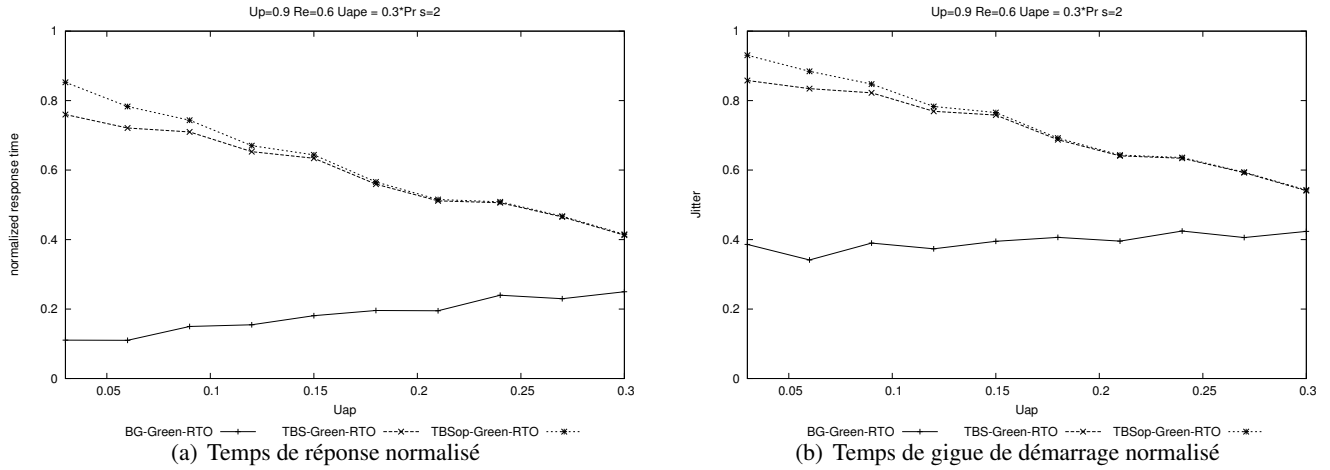 Up=0.9 Re=0.6 Uape = 0.3*Pr s=2
1
0.8
0.6
0.4
0.2
0
normalized response time
0.05
0.1
0.15
0.2
0.25
0.3
Uap
BG-Green-RTO
TBS-Green-RTO
TBSop-Green-RTO
(a) Temps de réponse normalisé
Up=0.9 Re=0.6 Uape = 0.3*Pr s=2
1
0.8
0.6
0.4
0.2
0
Jitter
0.05
0.1
0.15
0.2
0.25
0.3
Uap
BG-Green-RTO
TBS-Green-RTO
TBSop-Green-RTO
(b) Temps de gigue de démarrage normalisé